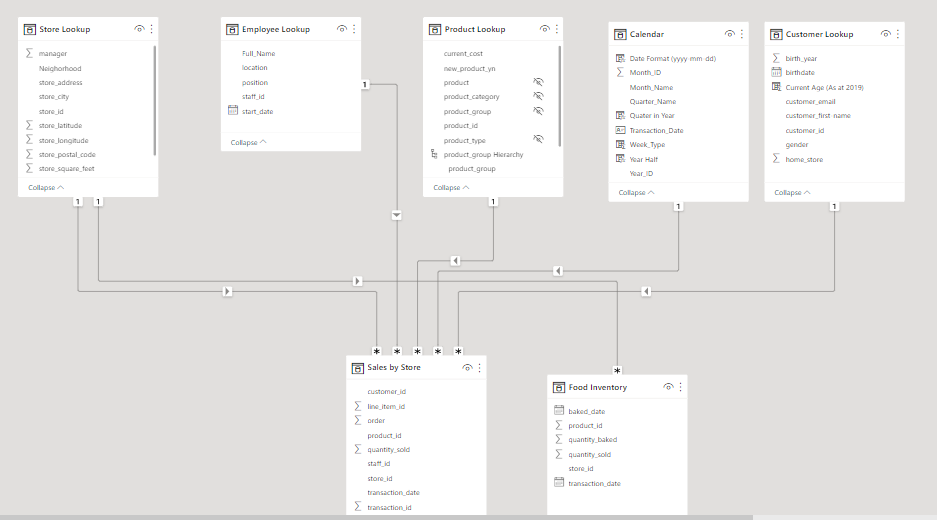 Store Lookup
manager
Neighorhood
store_address
store_city
store_id
store_latitude
store_longitude
store_postal_code
store_square_feet
Collapse
Employee Lookup
Full_Name
location
position
staff_id
start_date
Collapse
Product Lookup
current_cost
new_product_yn
product
product_category
product_group
product_id
product_type
product_group Hierarchy
product_group
Collapse
Calendar
Date Format (yyyy-mm-dd)
Month_ID
Month_Name
Quarter_Name
Quater in Year
Transaction_Date
Week_Type
Year Half
Year_ID
Collapse
Customer Lookup
birth_year
birthdate
Current Age (As at 2019)
customer_email
customer_first-name
customer_id
gender
home_store
Collapse
1
1
1
1
1
1
* * * * *
*
Sales by Store
customer_id
line_item_id
order
product_id
quantity_sold
staff_id
store_id
transaction_date
transaction_id
Food Inventory
baked_date
product_id
quantity_baked
quantity_sold
store_id
transaction_date